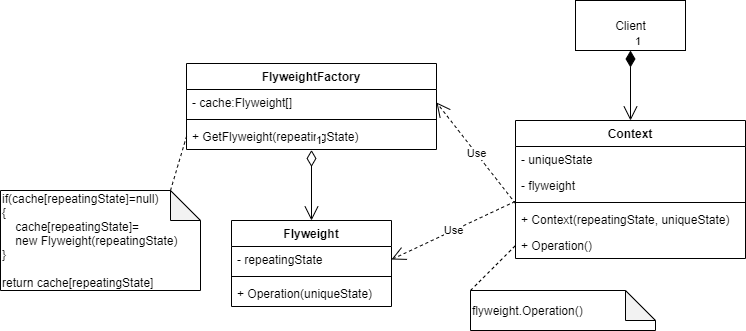 Client
1
FlyweightFactory
- cache:Flyweight[]
+ GetFlyweight(repeatingState)
1
Use
Context
- uniqueState
- flyweight
+ Context(repeatingState, uniqueState)
+ Operation()
if(cache[repeatingState]=null)
{
cache[repeatingState]=
new Flyweight(repeatingState)
}
return cache[repeatingState]
Flyweight
- repeatingState
+ Operation(uniqueState)
Use
flyweight.Operation()